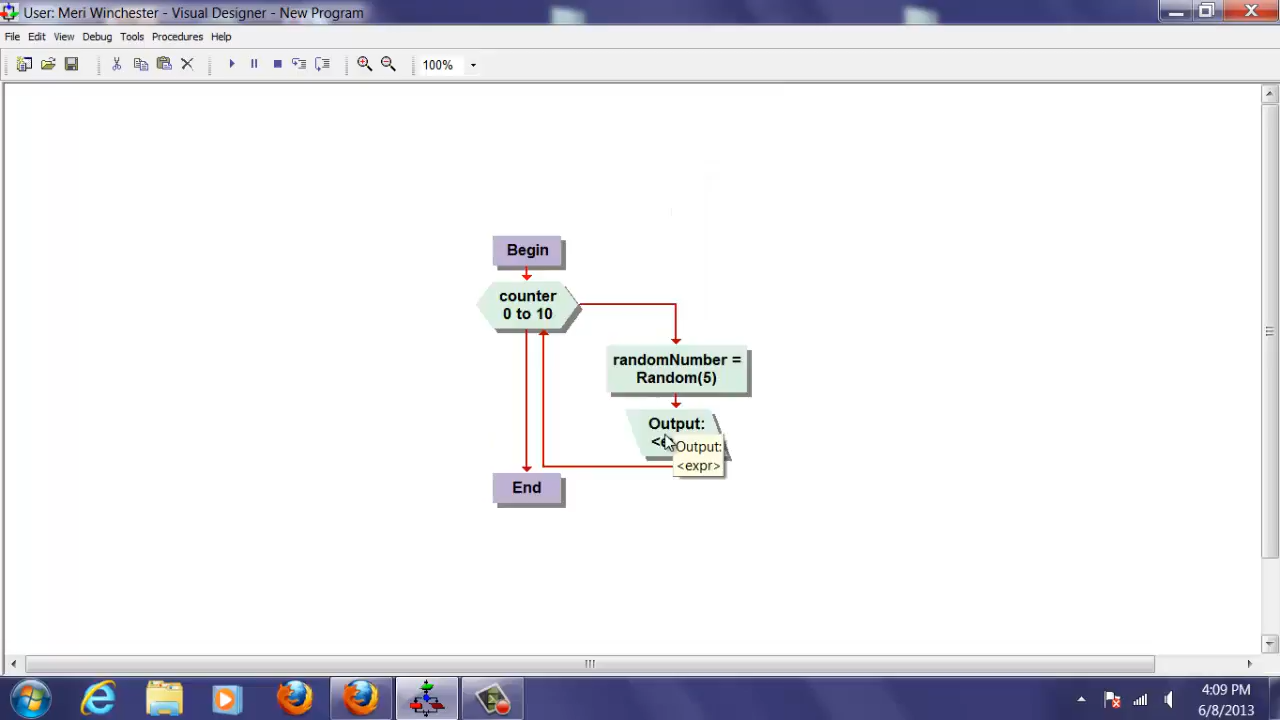 User: Meri Winchester - Visual Designer - New Program
File Edit View Debug Tools Procedures Help
100%
Begin
counter
0 to 10
randomNumber =
Random(5)
Output:
Output:
<expr>
End
4:09 PM
6/8/2013